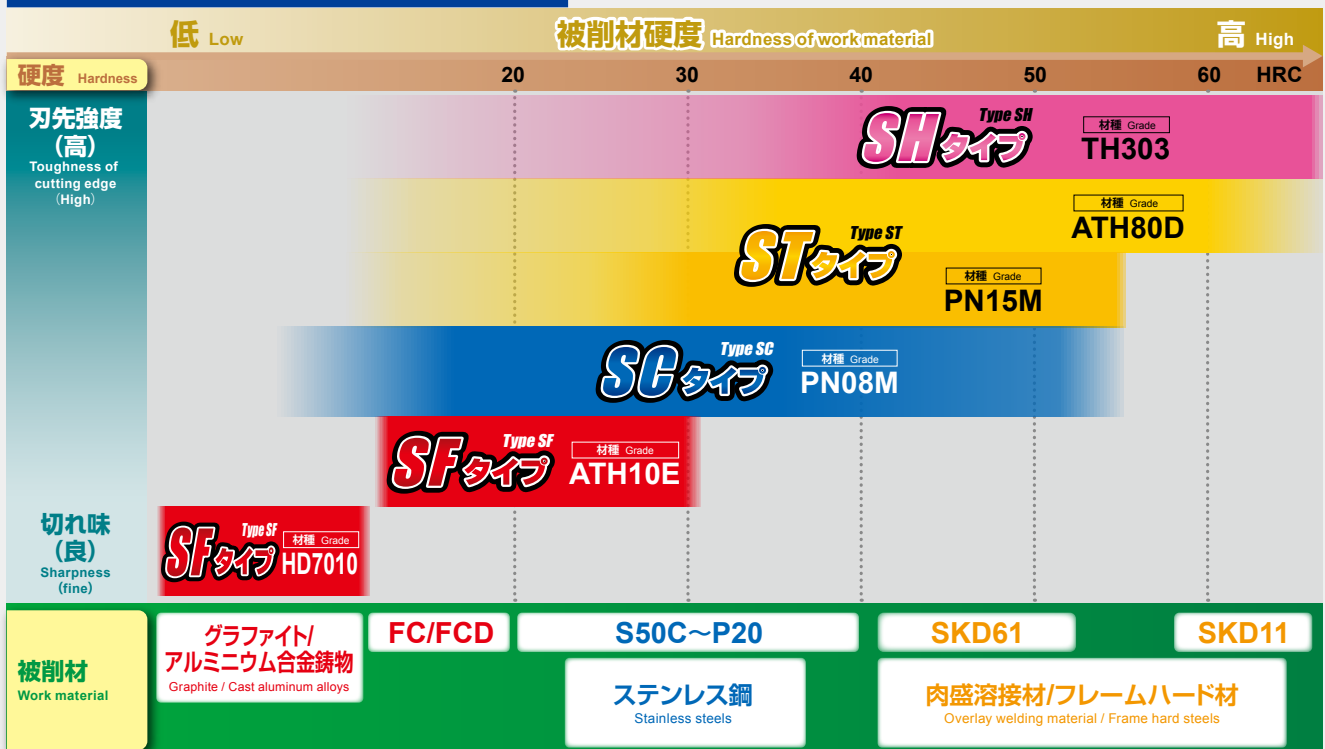 低 Low 被削材硬度 Hardness of work material 高 High
硬度 Hardness 20 30 40 50 60 HRC
刃先強度
(高)
Toughness of
cutting edge
(High)
SHタイプ Type SH
材種 Grade
TH303
材種 Grade
ATH80D
STタイプ Type ST
材種 Grade
PN15M
SCタイプ Type SC
材種 Grade
PN08M
SFタイプ Type SF
材種 Grade
ATH10E
切れ味
(良)
Sharpness
(fine)
SFタイプ Type SF
材種 Grade
HD7010
被削材
Work material
グラファイト/
アルミニウム合金鋳物
Graphite / Cast aluminum alloys
FC/FCD
S50C～P20
SKD61
SKD11
ステンレス鋼
Stainless steels
肉盛溶接材/フレームハード材
Overlay welding material / Frame hard steels